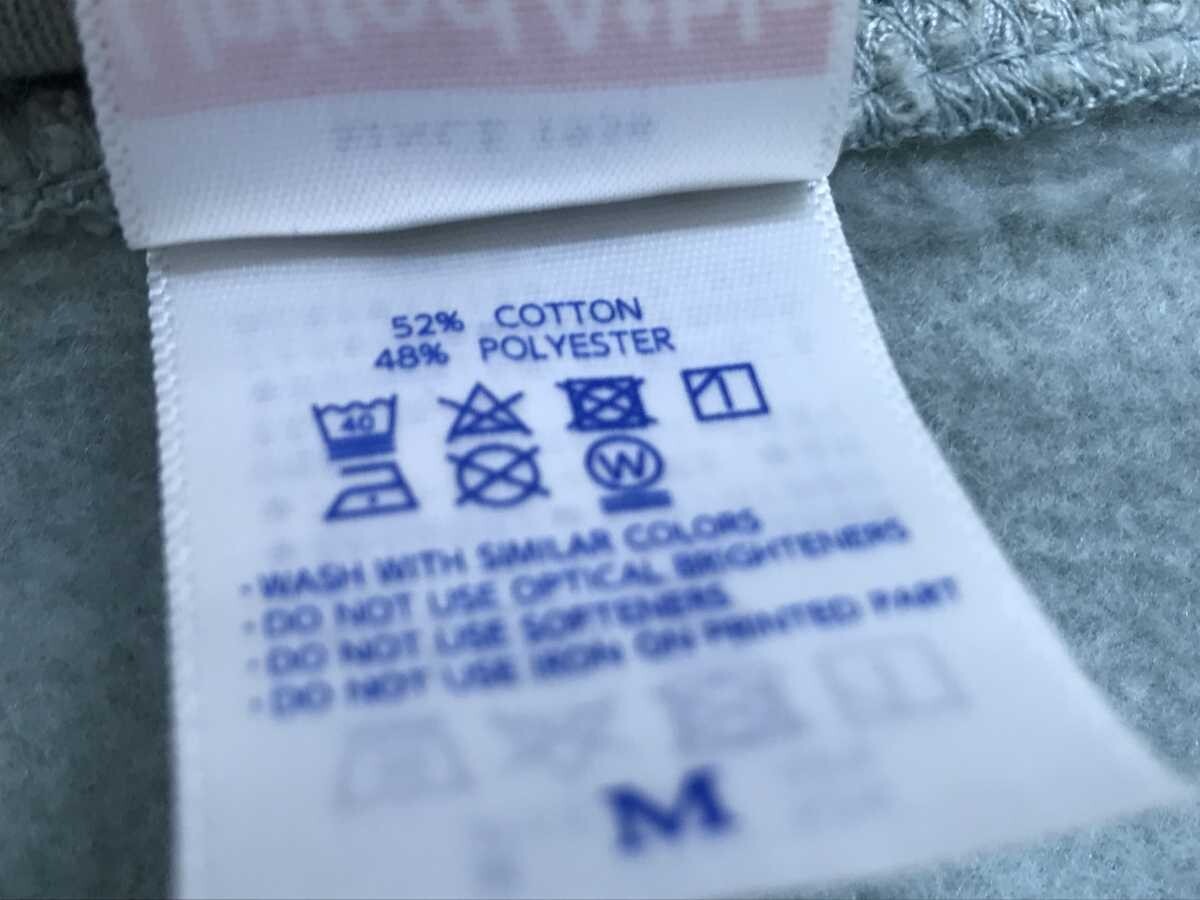 52% COTTON
48% POLYESTER
40
W
· WASH WITH SIMILAR COLORS
· DO NOT USE OPTICAL BRIGHTENERS
· DO NOT USE SOFTENERS
· DO NOT USE IRON ON PRINTED PART
M